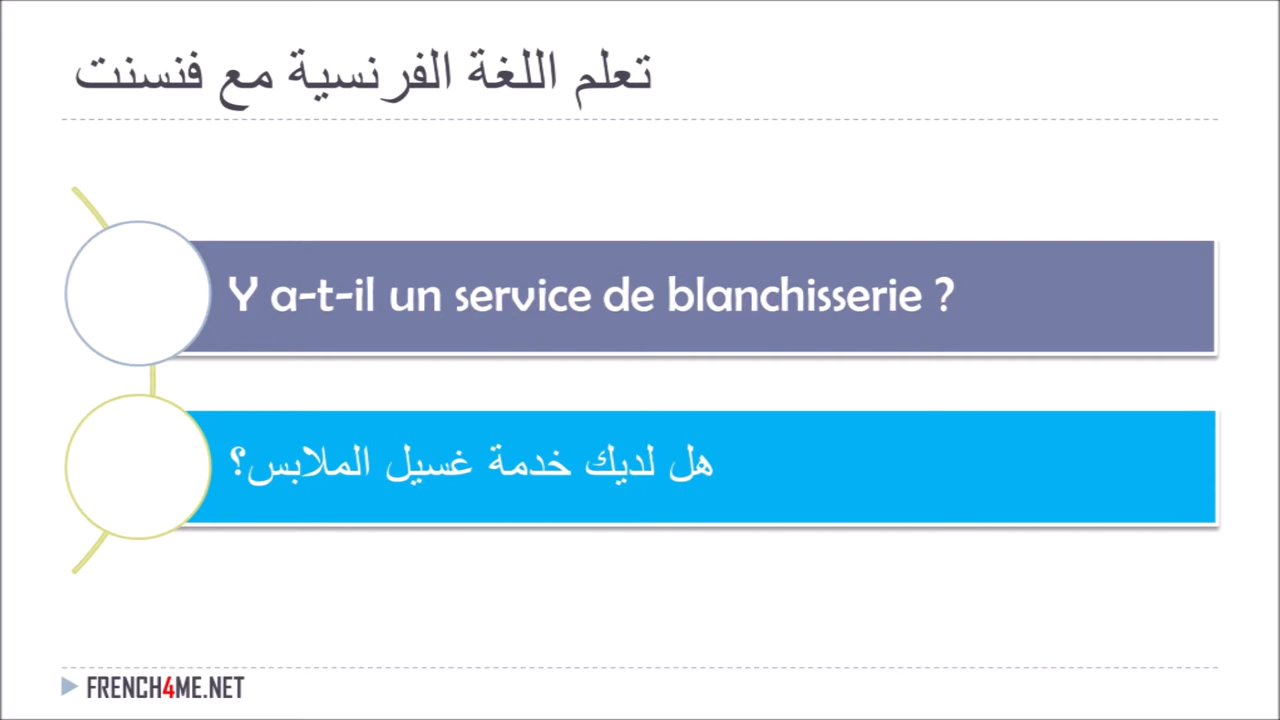 تعلم اللغة الفرنسية مع فنسنت
Y a-t-il un service de blanchisserie ?
هل لديك خدمة غسيل الملابس؟
FRENCH4ME.NET